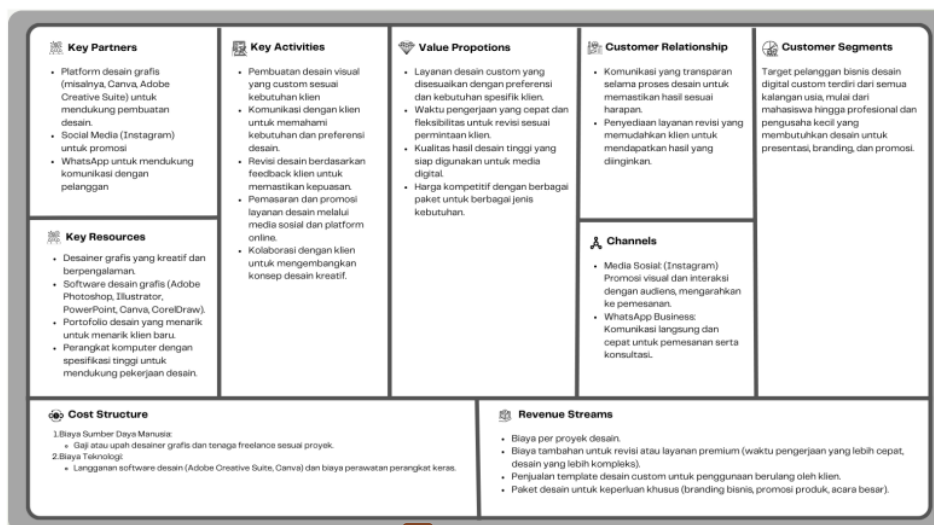 Key Partners
Platform desain grafis
(misalnya, Canva, Adobe
Creative Suite) untuk
mendukung pembuatan
desain.
Social Media (Instagram)
untuk promosi
WhatsApp untuk mendukung
komunikasi dengan
pelanggan
Key Resources
Desainer grafis yang kreatif dan
berpengalaman.
Software desain grafis (Adobe
Photoshop, Illustrator,
PowerPoint, Canva, CorelDraw).
Portofolio desain yang menarik
untuk menarik klien baru.
Perangkat komputer dengan
spesifikasi tinggi untuk
mendukung pekerjaan desain.
Key Activities
Pembuatan desain visual
yang custom sesuai
kebutuhan klien
Komunikasi dengan klien
untuk memahami
kebutuhan dan preferensi
desain.
Revisi desain berdasarkan
feedback klien untuk
memastikan kepuasan.
Pemasaran dan promosi
layanan desain melalui
media sosial dan platform
online.
Kolaborasi dengan klien
untuk mengembangkan
konsep desain kreatif.
Value Propotions
Layanan desain custom yang
disesuaikan dengan preferensi
dan kebutuhan spesifik klien.
Waktu pengerjaan yang cepat dan
fleksibilitas untuk revisi sesuai
permintaan klien.
Kualitas hasil desain tinggi yang
siap digunakan untuk media
digital.
Harga kompetitif dengan berbagai
paket untuk berbagai jenis
kebutuhan.
Customer Relationship
Komunikasi yang transparan
selama proses desain untuk
memastikan hasil sesuai
harapan.
Penyediaan layanan revisi yang
memudahkan klien untuk
mendapatkan hasil yang
diinginkan.
Channels
Media Sosial: (Instagram)
Promosi visual dan interaksi
dengan audiens, mengarahkan
ke pemesanan.
WhatsApp Business:
Komunikasi langsung dan
cepat untuk pemesanan serta
konsultasi..
Customer Segments
Target pelanggan bisnis desain
digital custom terdiri dari semua
kalangan usia, mulai dari
mahasiswa hingga profesional dan
pengusaha kecil yang
membutuhkan desain untuk
presentasi, branding, dan promosi.
Cost Structure
1.Biaya Sumber Daya Manusia:
Gaji atau upah desainer grafis dan tenaga freelance sesuai proyek.
2.Biaya Teknologi:
Langganan software desain (Adobe Creative Suite, Canva) dan biaya perawatan perangkat keras.
Revenue Streams
Biaya per proyek desain.
Biaya tambahan untuk revisi atau layanan premium (waktu pengerjaan yang lebih cepat,
desain yang lebih kompleks).
Penjualan template desain custom untuk penggunaan berulang oleh klien.
Paket desain untuk keperluan khusus (branding bisnis, promosi produk, acara besar).